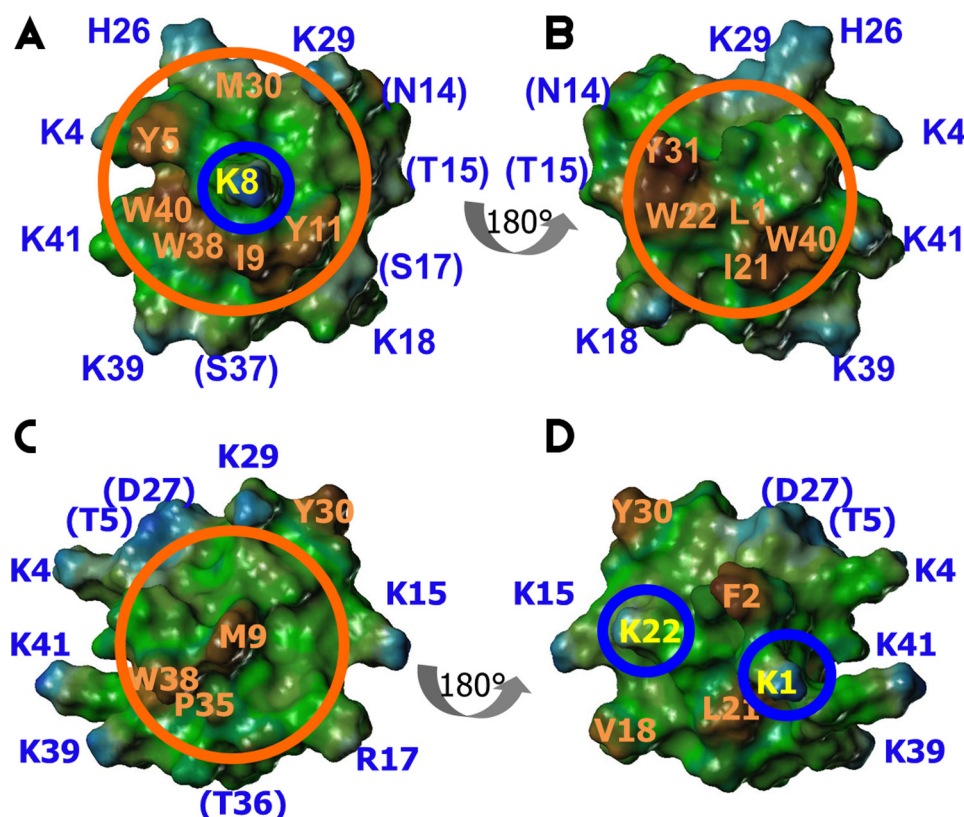 A B
H26 K29 K29 H26
M30 (N14) (N14)
K4 Y5 Y31 K4
K8 (T15) (T15)
W40 Y11 180° W22 L1 W40
K41 W38 I9 I21 K41
(S17)
K18 K18
K39 (S37) K39
C D
K29
(D27) Y30 Y30 (D27)
(T5) (T5)
K4 K15 K15 F2 K4
K41 M9 K22 K41
W38 180° K1
P35 L21
K39 R17 V18 K39
(T36)